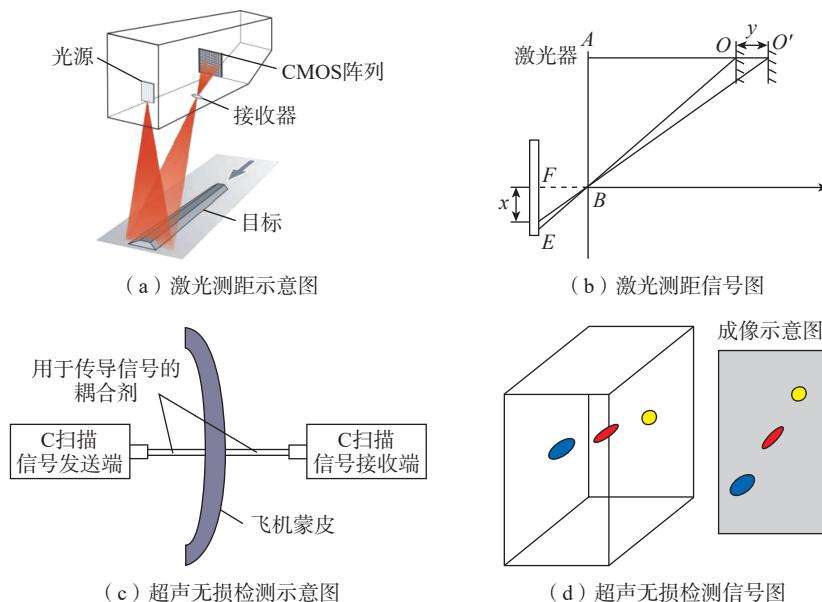 光源
CMOS阵列
接收器
目标
(a)激光测距示意图
激光器
A
O
y
O′
F
x
B
E
(b)激光测距信号图
用于传导信号的
耦合剂
C扫描
信号发送端
C扫描
信号接收端
飞机蒙皮
(c)超声无损检测示意图
成像示意图
(d)超声无损检测信号图